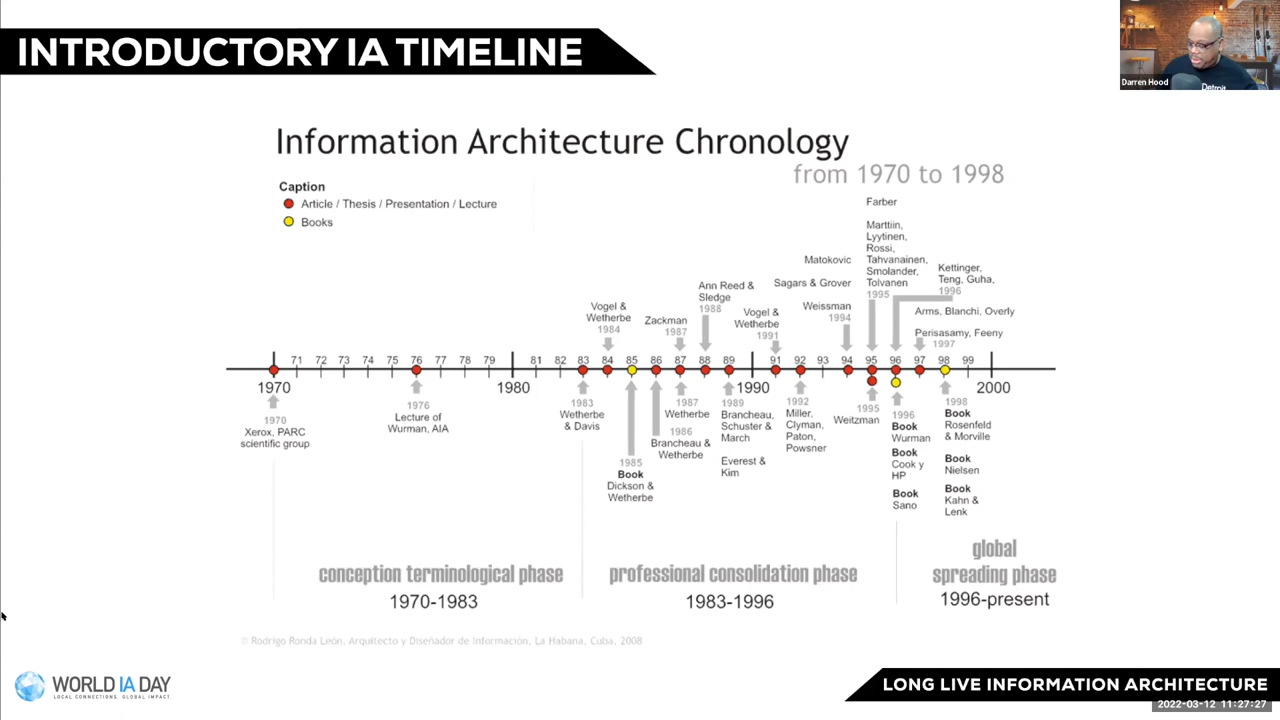 INTRODUCTORY IA TIMELINE
Darren Hood
Detroit
Information Architecture Chronology
from 1970 to 1998
Caption
Article / Thesis / Presentation / Lecture
Books
Farber
Marttiin,
Lyytinen,
Rossi,
Tahvanainen,
Smolander,
Tolvanen
1995
Matokovic
Sagars & Grover
Weissman
1994
Kettinger,
Teng, Guha,
1996
Arms, Blanchi, Overly
Perisasamy, Feeny
1997
Ann Reed &
Sledge
1988
Vogel &
Wetherbe
1984
Zackman
1987
Vogel &
Wetherbe
1991
71 72 73 74 75 76 77 78 79 81 82 83 84 85 86 87 88 89 91 92 93 94 95 96 97 98 99
1970 1980 1990 2000
1970
Xerox, PARC
scientific group
1976
Lecture of
Wurman, AIA
1983
Wetherbe
& Davis
1985
Book
Dickson &
Wetherbe
1986
Brancheau &
Wetherbe
1987
Wetherbe
1989
Brancheau,
Schuster &
March
Everest &
Kim
1992
Miller,
Clyman,
Paton,
Powsner
1995
Weitzman
1996
Book
Wurman
Book
Cook y
HP
Book
Sano
1998
Book
Rosenfeld
& Morville
Book
Nielsen
Book
Kahn &
Lenk
conception terminological phase
1970-1983
professional consolidation phase
1983-1996
global
spreading phase
1996-present
© Rodrigo Ronda León, Arquitecto y Diseñador de Información, La Habana, Cuba, 2008
WORLD IA DAY
LOCAL CONNECTIONS. GLOBAL IMPACT.
LONG LIVE INFORMATION ARCHITECTURE
2022-03-12 11:27:27